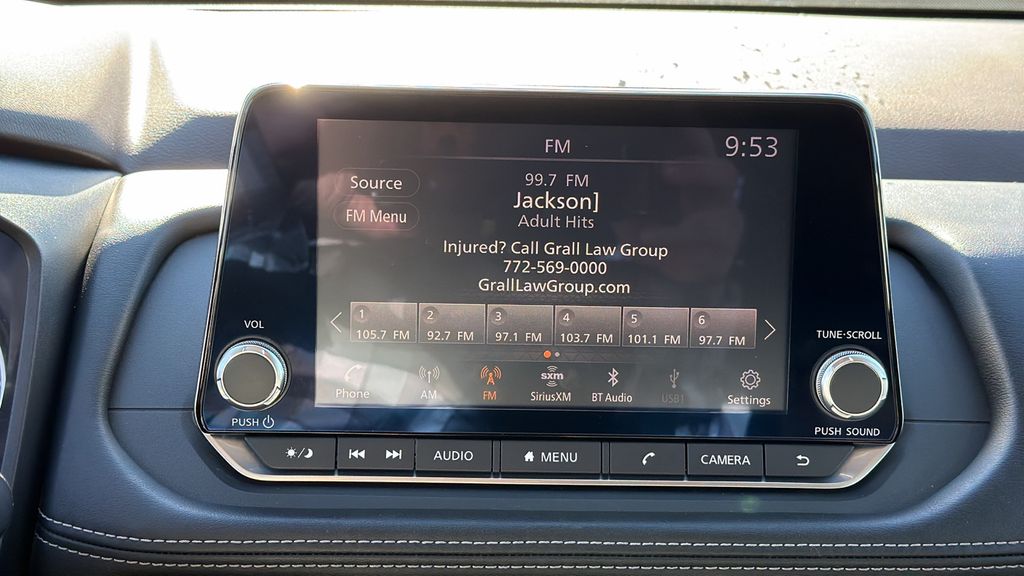 FM
9:53
Source
FM Menu
99.7 FM
Jackson]
Adult Hits
Injured? Call Grall Law Group
772-569-0000
GrallLawGroup.com
1
105.7 FM
2
92.7 FM
3
97.1 FM
4
103.7 FM
5
101.1 FM
6
97.7 FM
Phone
AM
FM
sxm
SiriusXM
BT Audio
USB1
Settings
VOL
PUSH
TUNE·SCROLL
PUSH SOUND
AUDIO
MENU
CAMERA